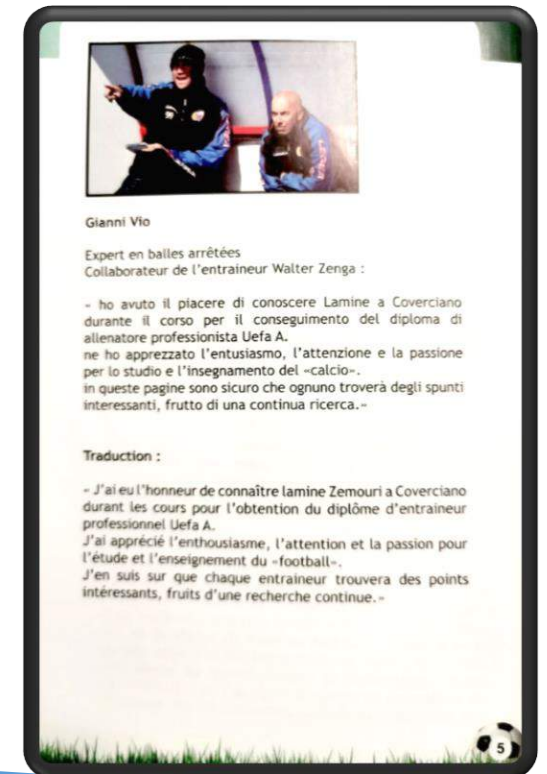 Gianni Vio
Expert en balles arrêtées
Collaborateur de l'entraineur Walter Zenga :
- ho avuto il piacere di conoscere Lamine a Coverciano
durante il corso per il conseguimento del diploma di
allenatore professionista Uefa A.
ne ho apprezzato l'entusiasmo, l'attenzione e la passione
per lo studio e l'insegnamento del «calcio».
in queste pagine sono sicuro che ognuno troverà degli spunti
interessanti, frutto di una continua ricerca.-
Traduction :
- J'ai eu l'honneur de connaître lamine Zemouri a Coverciano
durant les cours pour l'obtention du diplôme d'entraineur
professionnel Uefa A.
J'ai apprécié l'enthousiasme, l'attention et la passion pour
l'étude et l'enseignement du «football».
J'en suis sur que chaque entraineur trouvera des points
intéressants, fruits d'une recherche continue.-
5